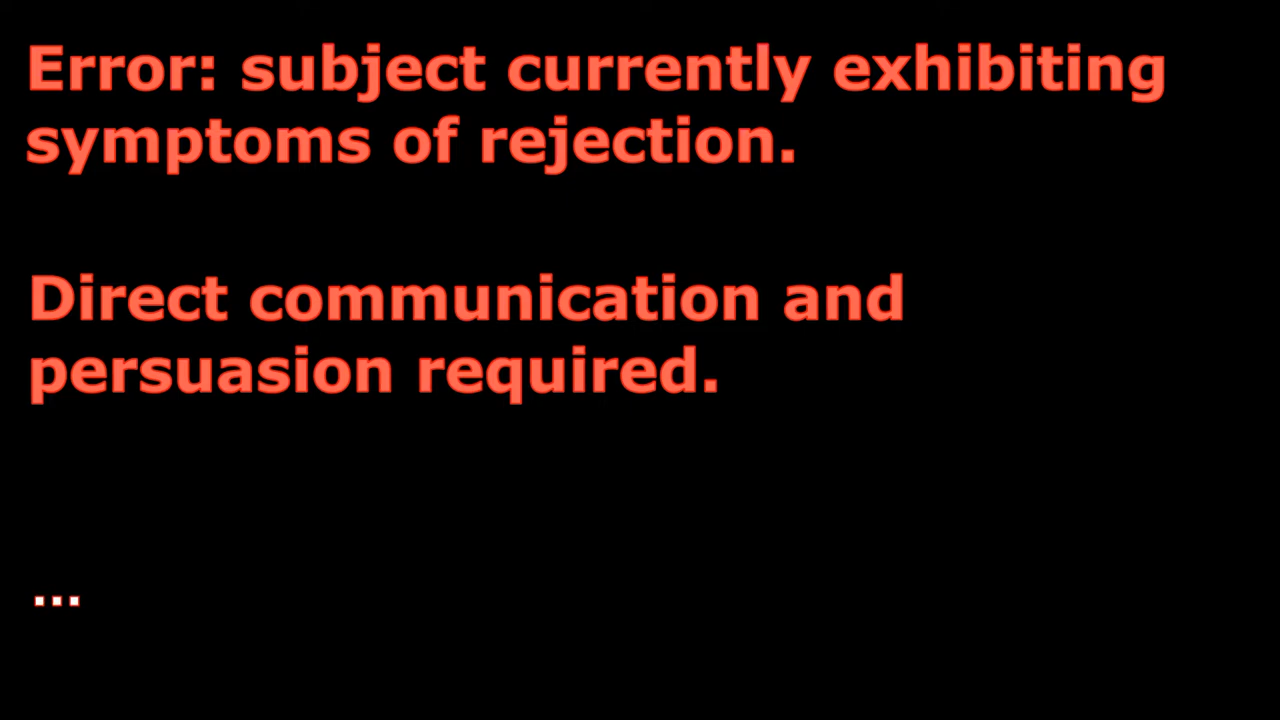 Error: subject currently exhibiting
symptoms of rejection.
Direct communication and
persuasion required.
...